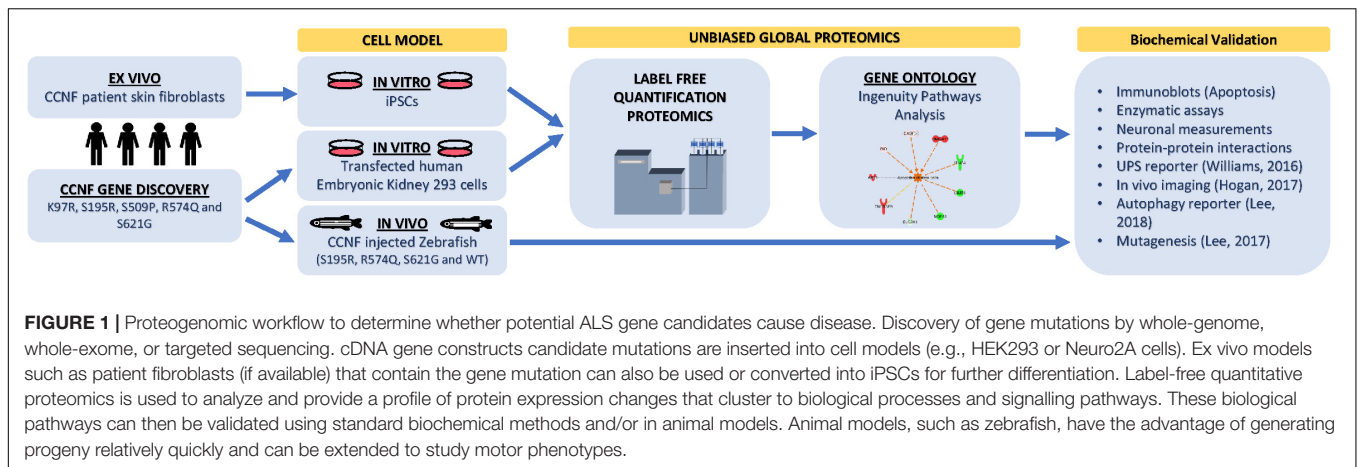 CELL MODEL
UNBIASED GLOBAL PROTEOMICS
Biochemical Validation
EX VIVO
CCNF patient skin fibroblasts
CCNF GENE DISCOVERY
K97R, S195R, S509P, R574Q and
S621G
IN VITRO
iPSCs
IN VITRO
Transfected human
Embryonic Kidney 293 cells
IN VIVO
CCNF injected Zebrafish
(S195R, R574Q, S621G and WT)
LABEL FREE
QUANTIFICATION
PROTEOMICS
GENE ONTOLOGY
Ingenuity Pathways
Analysis
• Immunoblots (Apoptosis)
• Enzymatic assays
• Neuronal measurements
• Protein-protein interactions
• UPS reporter (Williams, 2016)
• In vivo imaging (Hogan, 2017)
• Autophagy reporter (Lee,
2018)
• Mutagenesis (Lee, 2017)
FIGURE 1 | Proteogenomic workflow to determine whether potential ALS gene candidates cause disease. Discovery of gene mutations by whole-genome,
whole-exome, or targeted sequencing. cDNA gene constructs candidate mutations are inserted into cell models (e.g., HEK293 or Neuro2A cells). Ex vivo models
such as patient fibroblasts (if available) that contain the gene mutation can also be used or converted into iPSCs for further differentiation. Label-free quantitative
proteomics is used to analyze and provide a profile of protein expression changes that cluster to biological processes and signalling pathways. These biological
pathways can then be validated using standard biochemical methods and/or in animal models. Animal models, such as zebrafish, have the advantage of generating
progeny relatively quickly and can be extended to study motor phenotypes.